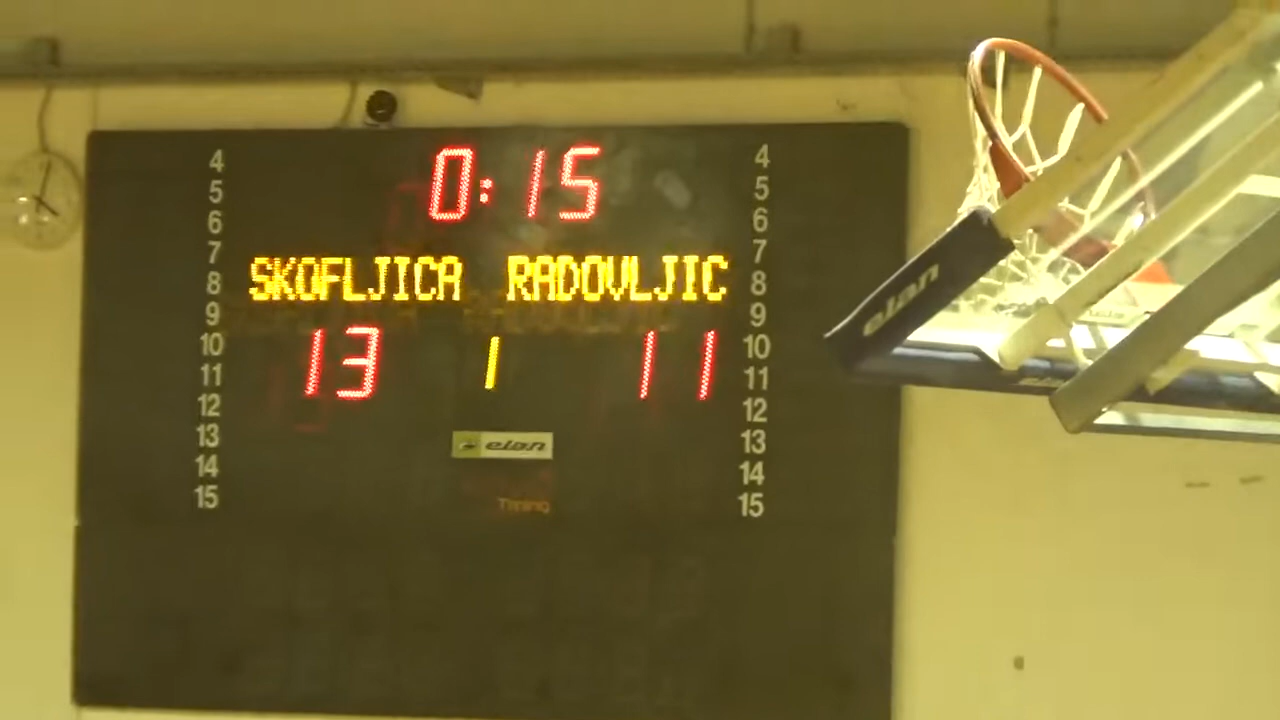 0:15
4 4
5 5
6 6
7 7
SKOFLJICA RADOVLJIC
8 8
9 9
13 1 11
10 10
11 11
12 12
13 13
elan
14 14
15 15
Timing
elan